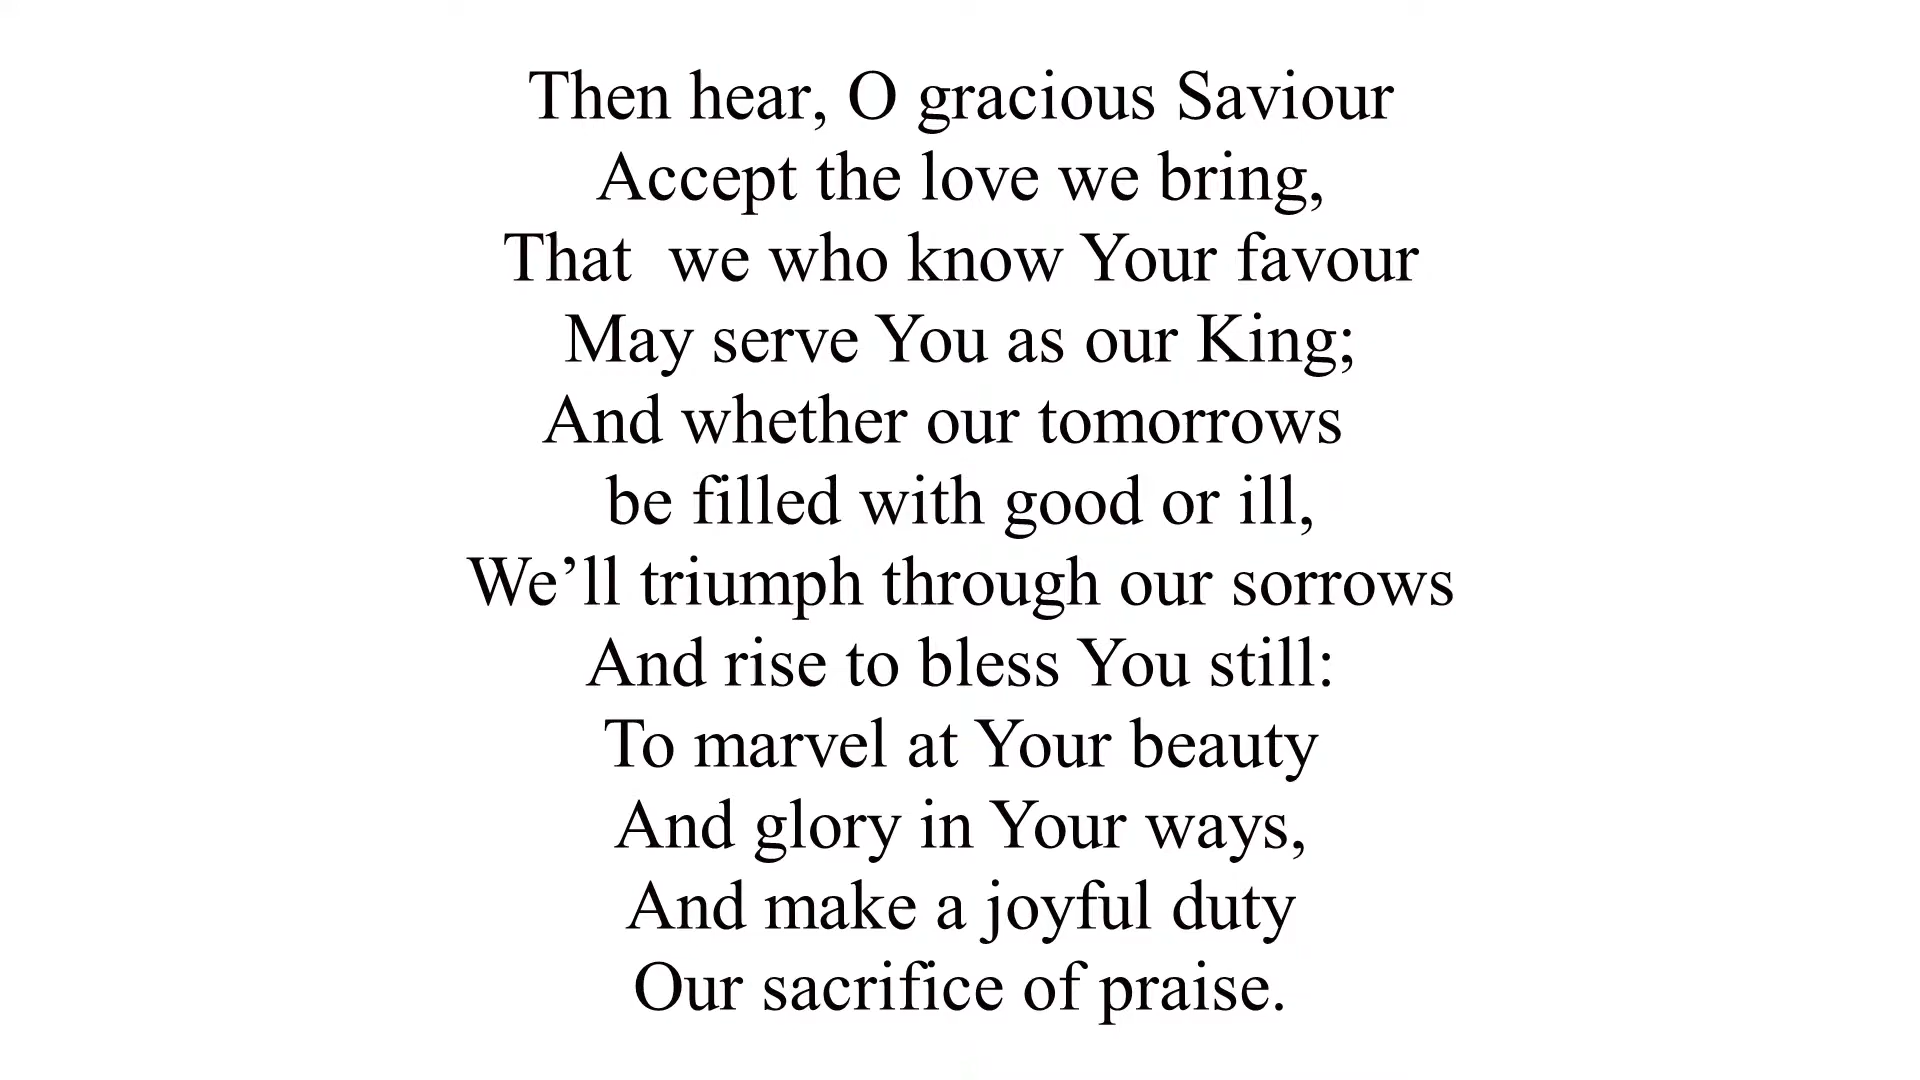 Then hear, O gracious Saviour
Accept the love we bring,
That  we who know Your favour
May serve You as our King;
And whether our tomorrows
be filled with good or ill,
We’ll triumph through our sorrows
And rise to bless You still:
To marvel at Your beauty
And glory in Your ways,
And make a joyful duty
Our sacrifice of praise.